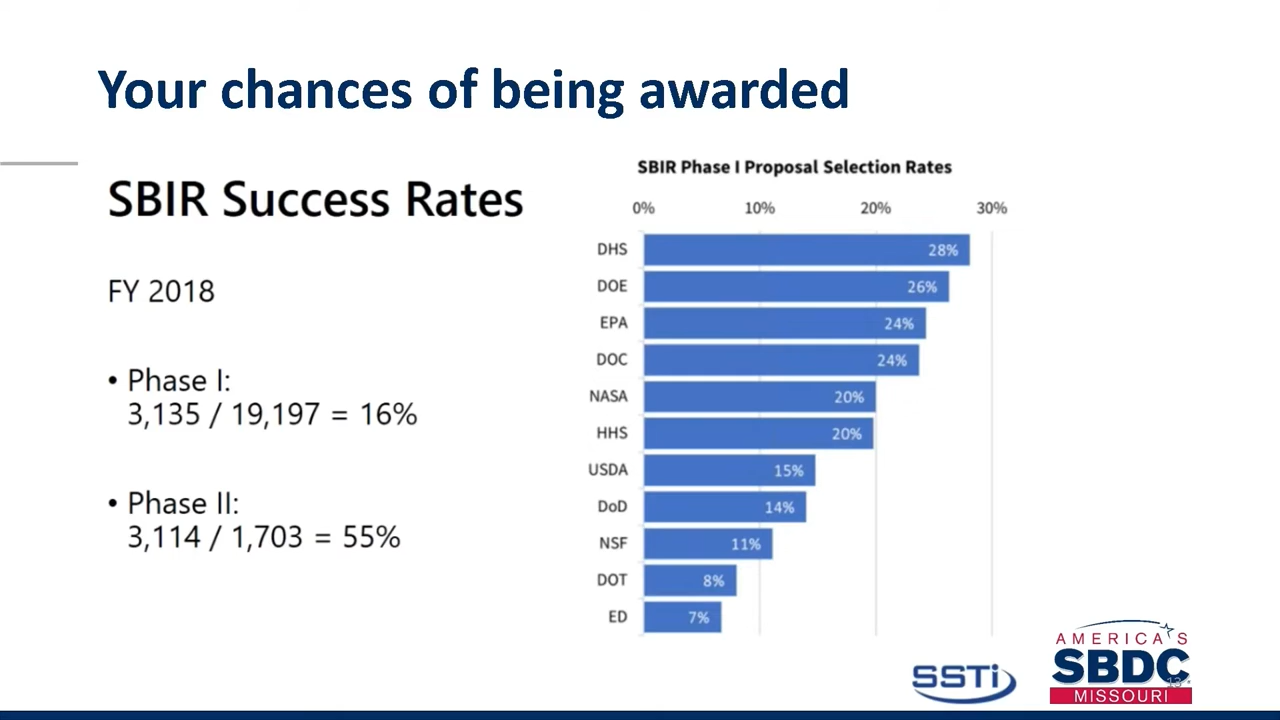 Your chances of being awarded
SBIR Success Rates
FY 2018
• Phase I:
3,135 / 19,197 = 16%
• Phase II:
3,114 / 1,703 = 55%
SBIR Phase I Proposal Selection Rates
0% 10% 20% 30%
DHS 28%
DOE 26%
EPA 24%
DOC 24%
NASA 20%
HHS 20%
USDA 15%
DoD 14%
NSF 11%
DOT 8%
ED 7%
SSTi
AMERICA'S
SBDC
13
MISSOURI